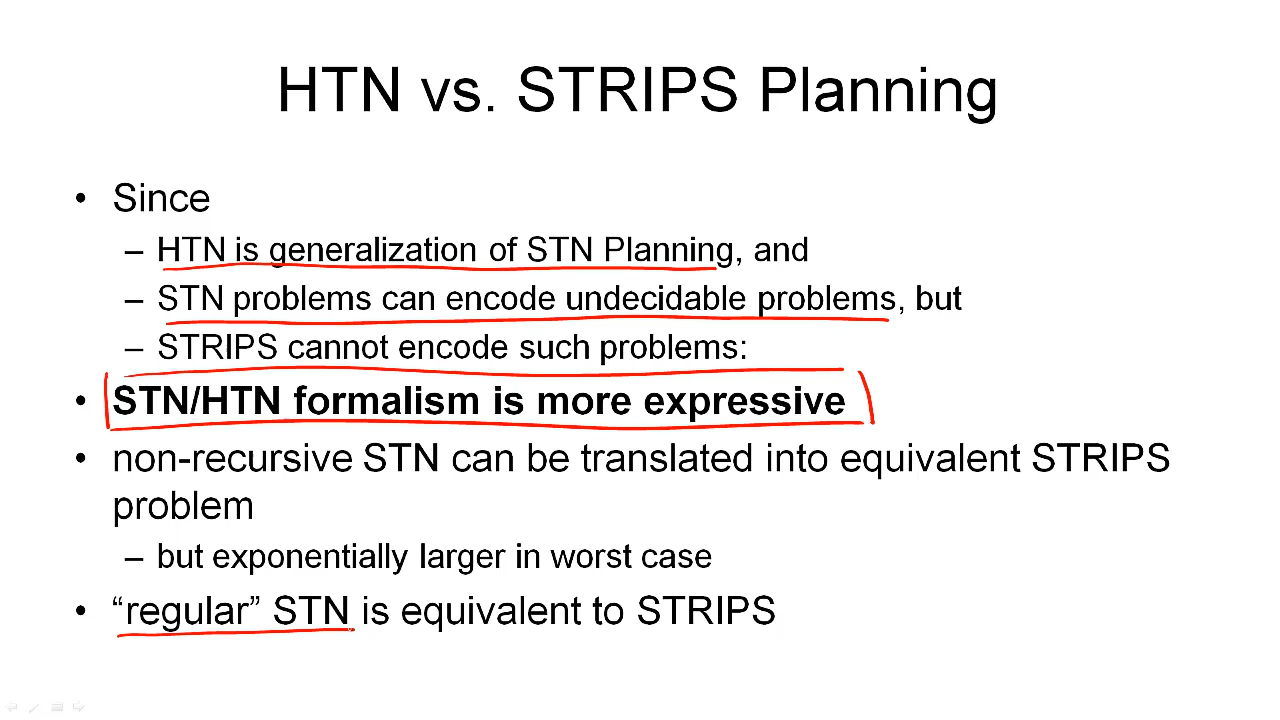 HTN vs. STRIPS Planning
• Since
– HTN is generalization of STN Planning, and
– STN problems can encode undecidable problems, but
– STRIPS cannot encode such problems:
• STN/HTN formalism is more expressive
• non-recursive STN can be translated into equivalent STRIPS
problem
– but exponentially larger in worst case
• “regular” STN is equivalent to STRIPS